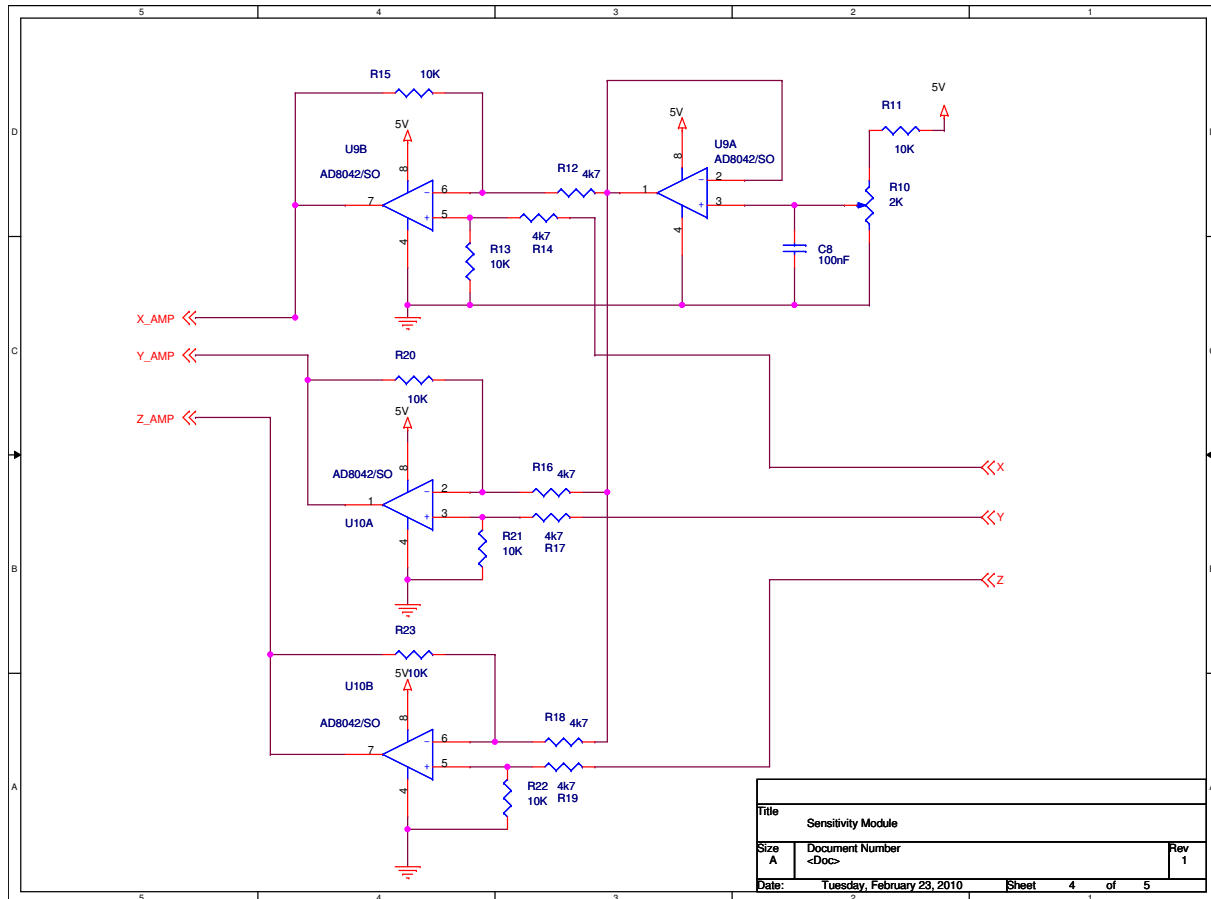 5 4 3 2 1
D
R15 10K
5V
U9B
AD8042/SO
8
7
6
5
4
R12
4k7
4k7
R14
R13
10K
5V
U9A
AD8042/SO
8
1
2
3
4
5V
R11
10K
R10
2K
C8
100nF
C
X_AMP
Y_AMP
Z_AMP
R20
10K
5V
AD8042/SO
U10A
8
1
2
3
4
R16
4k7
4k7
R17
R21
10K
X
Y
Z
B
R23
5V 10K
U10B
AD8042/SO
8
7
6
5
4
R18
4k7
4k7
R19
R22
10K
A
Title
Sensitivity Module
Size
A
Document Number
<Doc>
Rev
1
Date: Tuesday, February 23, 2010 Sheet 4 of 5
5 4 3 2 1